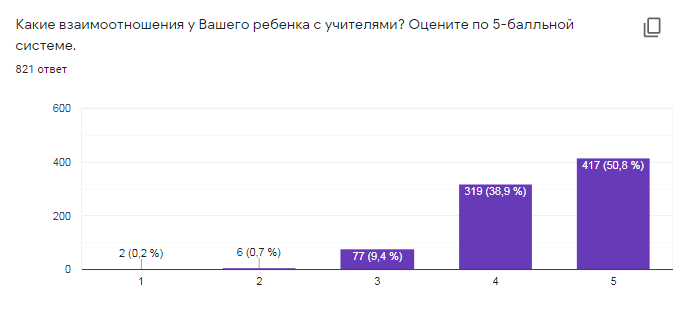 Какие взаимоотношения у Вашего ребенка с учителями? Оцените по 5-балльной
системе.
821 ответ
600
400
200
0
2 (0,2 %)
6 (0,7 %)
77 (9,4 %)
319 (38,9 %)
417 (50,8 %)
1
2
3
4
5